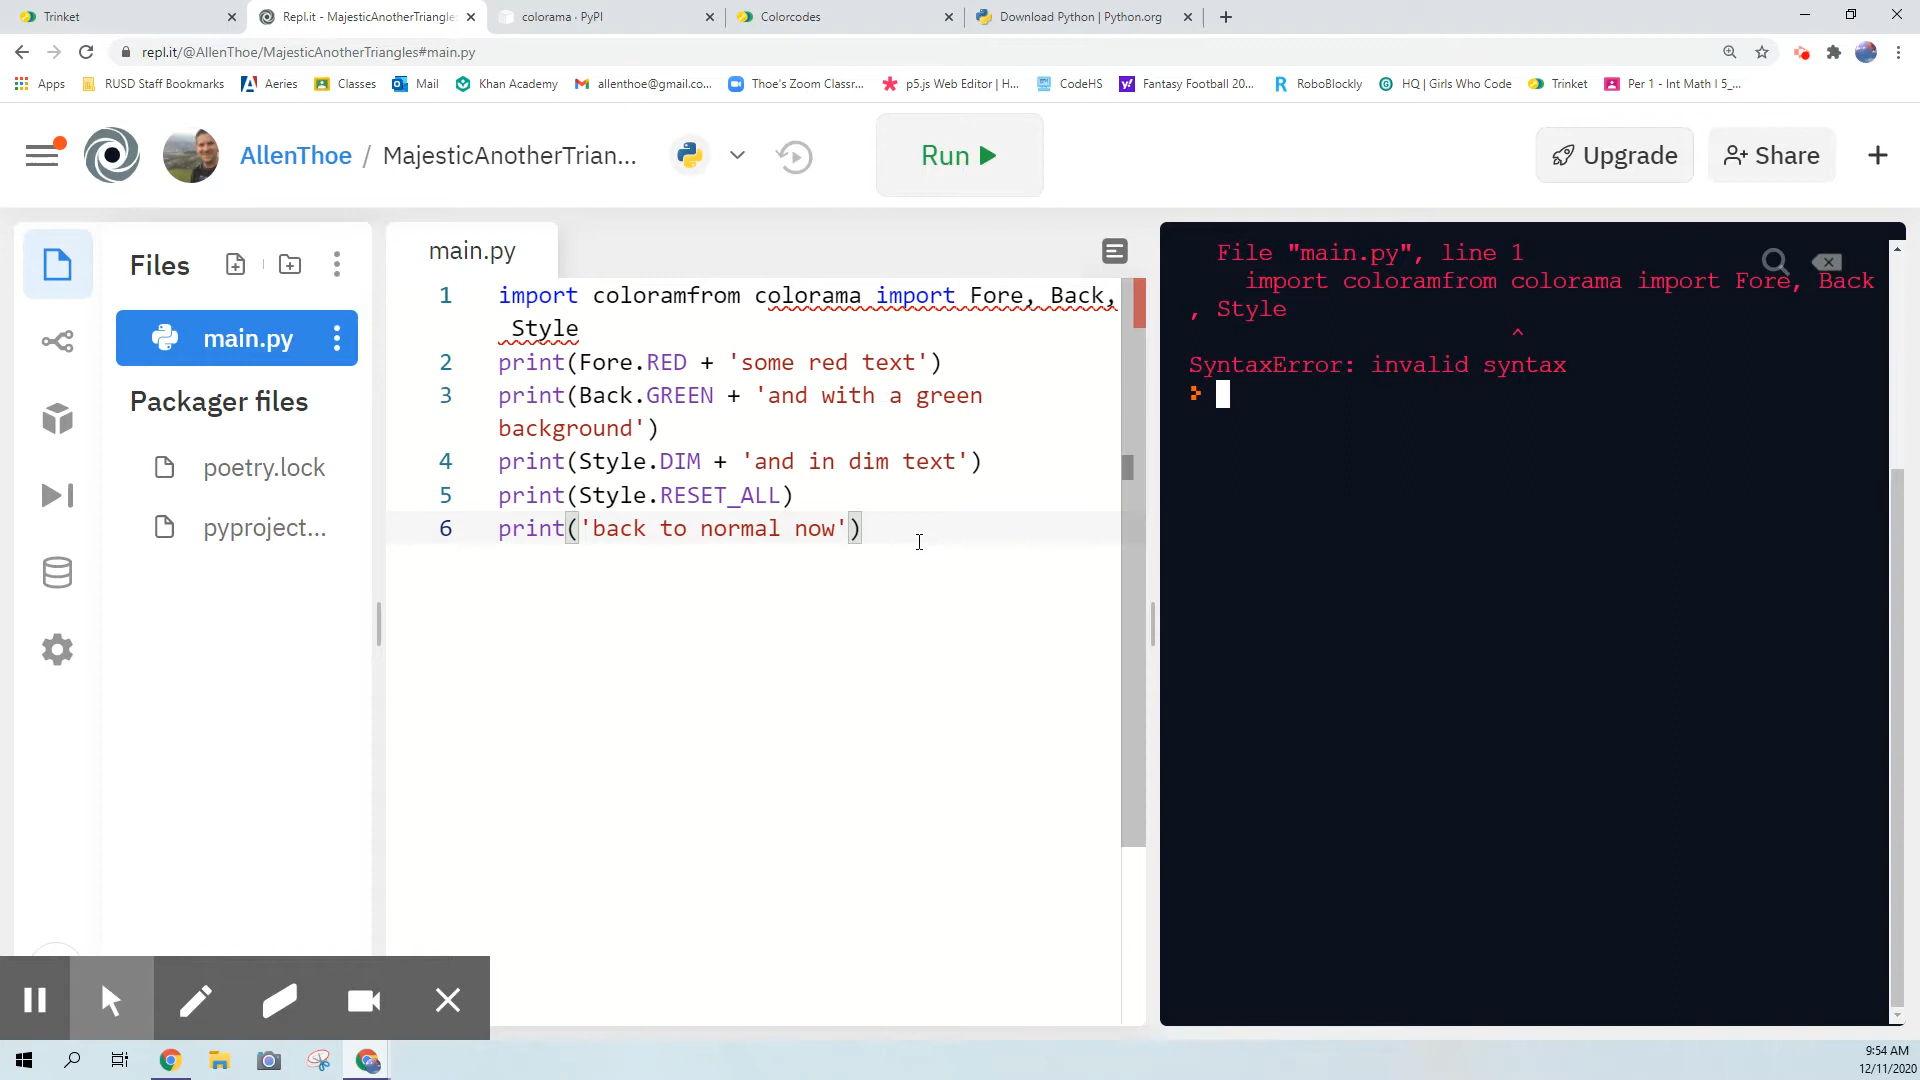 Trinket
Repl.it - MajesticAnotherTriangle
colorama · PyPI
Colorcodes
Download Python | Python.org
repl.it/@AllenThoe/MajesticAnotherTriangles#main.py
Apps
RUSD Staff Bookmarks
Aeries
Classes
Mail
Khan Academy
allenthoe@gmail.co...
Thoe's Zoom Classr...
p5.js Web Editor | H...
CodeHS
Fantasy Football 20...
RoboBlockly
HQ | Girls Who Code
Trinket
Per 1 - Int Math I 5_...
AllenThoe / MajesticAnotherTrian...
Run
Upgrade
Share
Files
main.py
Packager files
poetry.lock
pyproject...
main.py
1 import coloramfrom colorama import Fore, Back,
Style
2 print(Fore.RED + 'some red text')
3 print(Back.GREEN + 'and with a green
background')
4 print(Style.DIM + 'and in dim text')
5 print(Style.RESET_ALL)
6 print('back to normal now')
File "main.py", line 1
import coloramfrom colorama import Fore, Back
, Style
^
SyntaxError: invalid syntax
9:54 AM
12/11/2020